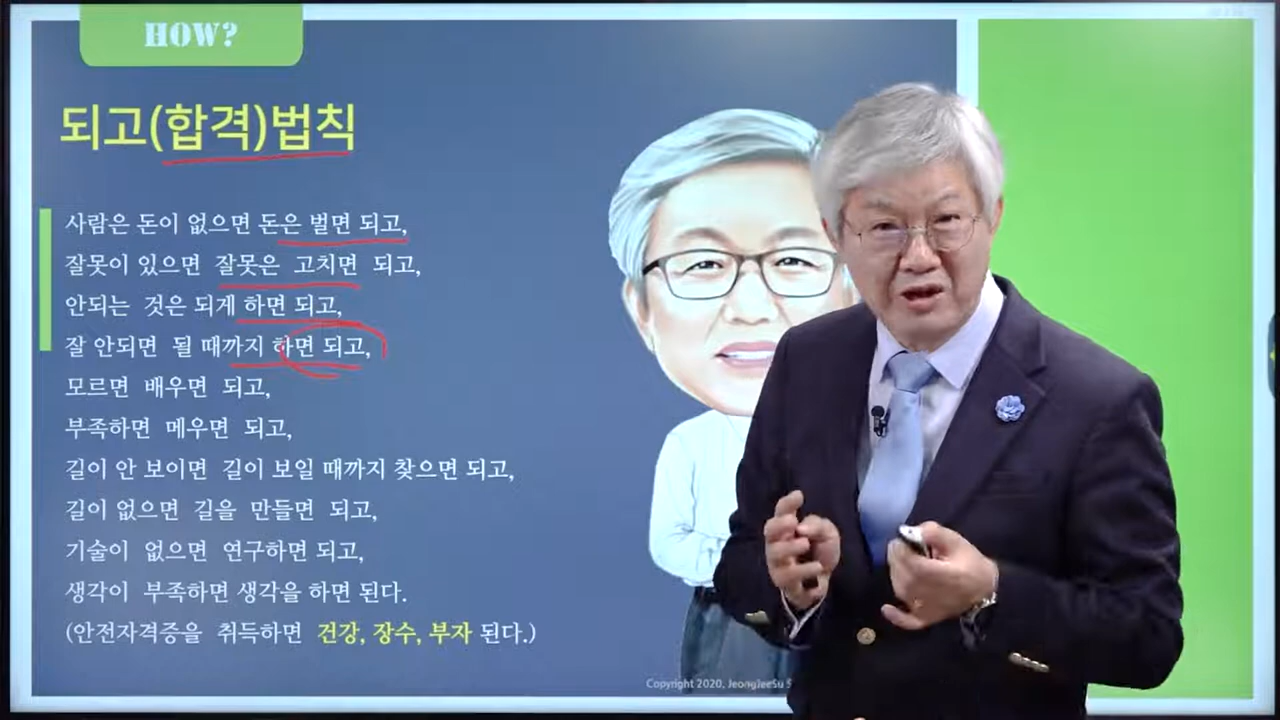 HOW?
되고(합격)법칙
사람은 돈이 없으면 돈은 벌면 되고,
잘못이 있으면 잘못은 고치면 되고,
안되는 것은 되게 하면 되고,
잘 안되면 될 때까지 하면 되고,
모르면 배우면 되고,
부족하면 메우면 되고,
길이 안 보이면 길이 보일 때까지 찾으면 되고,
길이 없으면 길을 만들면 되고,
기술이 없으면 연구하면 되고,
생각이 부족하면 생각을 하면 된다.
(안전자격증을 취득하면 건강, 장수, 부자 된다.)
Copyright 2020, JeongJeeSu